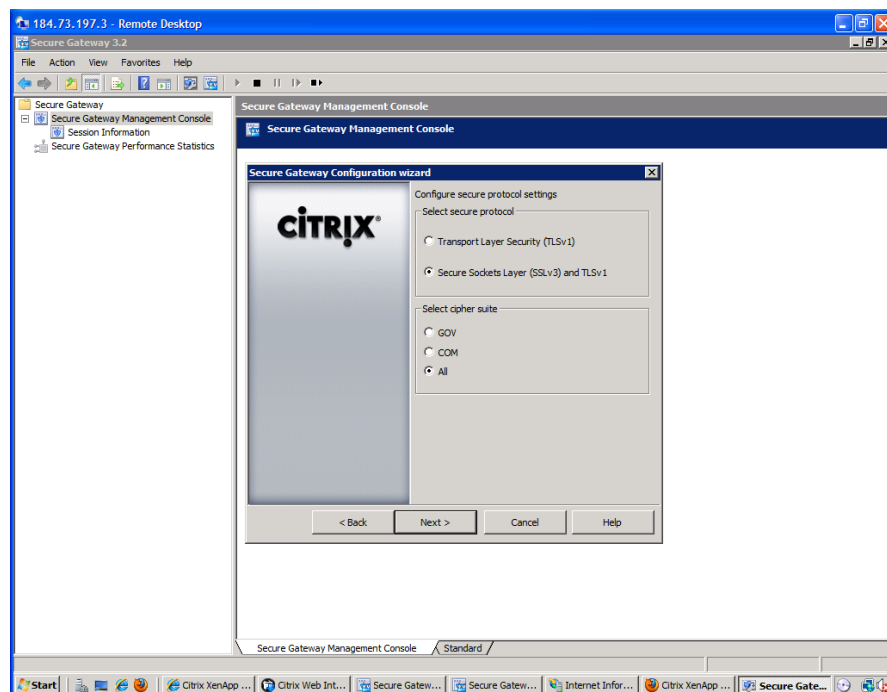 184.73.197.3 - Remote Desktop
Secure Gateway 3.2
File Action View Favorites Help
Secure Gateway
Secure Gateway Management Console
Session Information
Secure Gateway Performance Statistics
Secure Gateway Management Console
Secure Gateway Management Console
Secure Gateway Configuration wizard
CITRIX®
Configure secure protocol settings
Select secure protocol
Transport Layer Security (TLSv1)
Secure Sockets Layer (SSLv3) and TLSv1
Select cipher suite
GOV
COM
All
< Back Next > Cancel Help
Secure Gateway Management Console Standard
Start Citrix XenApp ... Citrix Web Int... Secure Gatew... Secure Gatew... Internet Infor... Citrix XenApp ... Secure Gate...